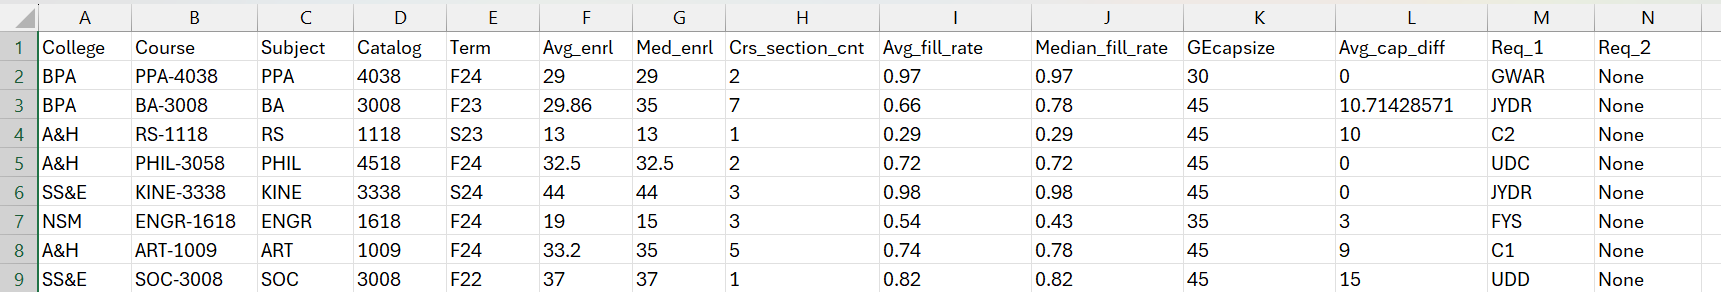 A B C D E F G H I J K L M N
1 College Course Subject Catalog Term Avg_enrl Med_enrl Crs_section_cnt Avg_fill_rate Median_fill_rate GEcapsize Avg_cap_diff Req_1 Req_2
2 BPA PPA-4038 PPA 4038 F24 29 29 2 0.97 0.97 30 0 GWAR None
3 BPA BA-3008 BA 3008 F23 29.86 35 7 0.66 0.78 45 10.71428571 JYDR None
4 A&H RS-1118 RS 1118 S23 13 13 1 0.29 0.29 45 10 C2 None
5 A&H PHIL-3058 PHIL 4518 F24 32.5 32.5 2 0.72 0.72 45 0 UDC None
6 SS&E KINE-3338 KINE 3338 S24 44 44 3 0.98 0.98 45 0 JYDR None
7 NSM ENGR-1618 ENGR 1618 F24 19 15 3 0.54 0.43 35 3 FYS None
8 A&H ART-1009 ART 1009 F24 33.2 35 5 0.74 0.78 45 9 C1 None
9 SS&E SOC-3008 SOC 3008 F22 37 37 1 0.82 0.82 45 15 UDD None